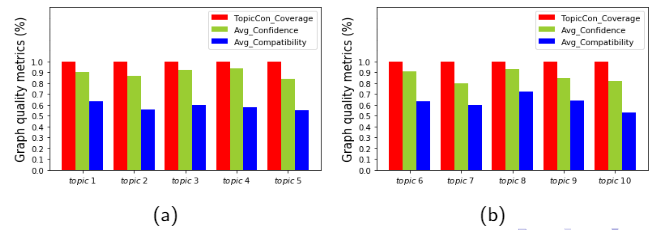 Graph quality metrics (%)
TopicCon_Coverage
Avg_Confidence
Avg_Compatibility
1.0
0.9
0.8
0.7
0.6
0.5
0.4
0.3
0.2
0.1
0.0
topic 1 topic 2 topic 3 topic 4 topic 5
(a)
Graph quality metrics (%)
TopicCon_Coverage
Avg_Confidence
Avg_Compatibility
1.0
0.9
0.8
0.7
0.6
0.5
0.4
0.3
0.2
0.1
0.0
topic 6 topic 7 topic 8 topic 9 topic 10
(b)